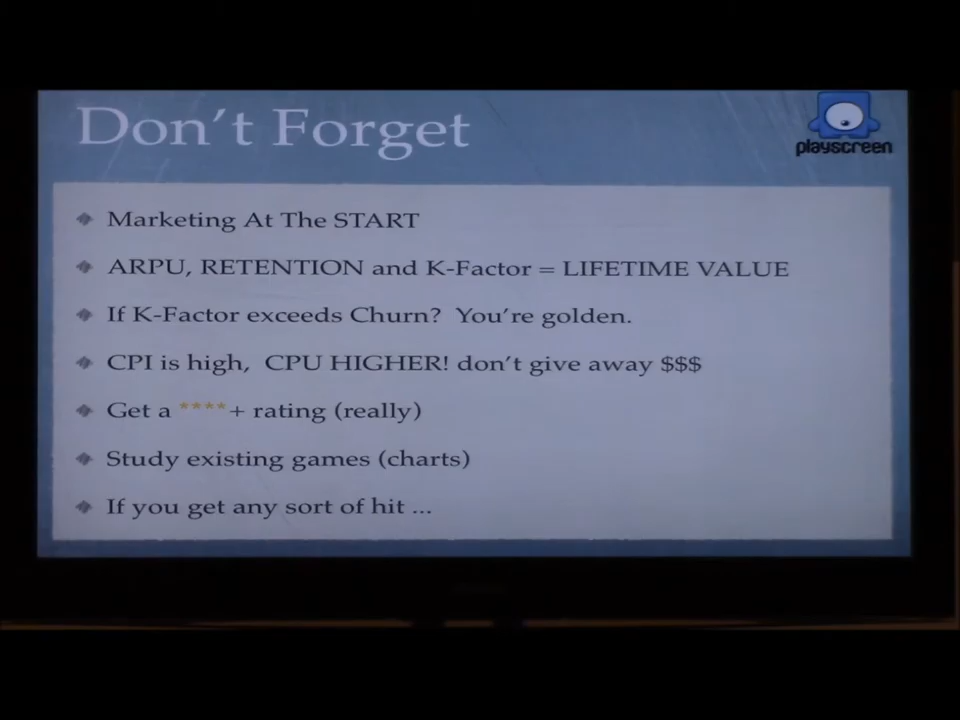 Don't Forget
playscreen
Marketing At The START
ARPU, RETENTION and K-Factor = LIFETIME VALUE
If K-Factor exceeds Churn? You're golden.
CPI is high, CPU HIGHER! don't give away $$$
Get a ****+ rating (really)
Study existing games (charts)
If you get any sort of hit ...